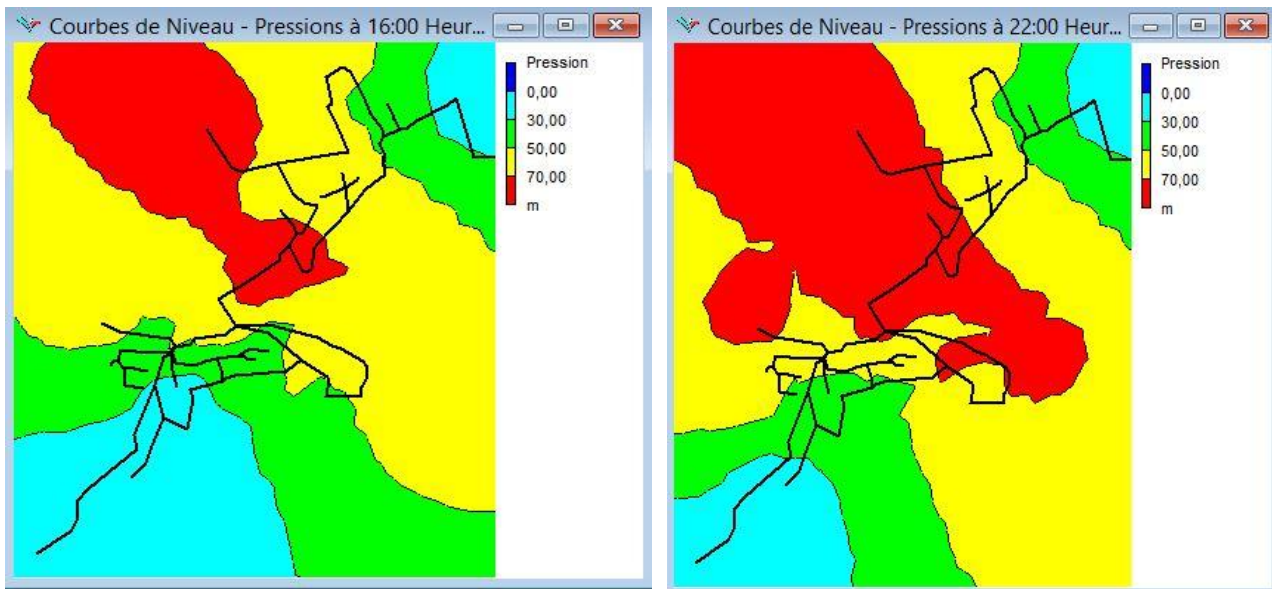 Courbes de Niveau - Pressions à 16:00 Heur...
Pression
0,00
30,00
50,00
70,00
m
Courbes de Niveau - Pressions à 22:00 Heur...
Pression
0,00
30,00
50,00
70,00
m